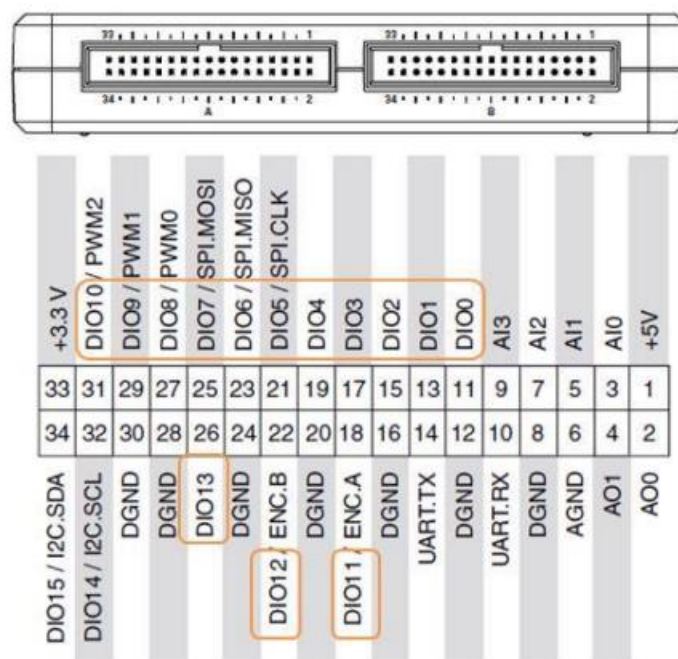 33 1 33 1
34 2 34 2
A B
+3.3 V
DIO10 / PWM2
DIO9 / PWM1
DIO8 / PWM0
DIO7 / SPI.MOSI
DIO6 / SPI.MISO
DIO5 / SPI.CLK
DIO4
DIO3
DIO2
DIO1
DIO0
AI3
AI2
AI1
AI0
+5V
33 31 29 27 25 23 21 19 17 15 13 11 9 7 5 3 1
34 32 30 28 26 24 22 20 18 16 14 12 10 8 6 4 2
DIO15 / I2C.SDA
DIO14 / I2C.SCL
DGND
DGND
DIO13
DGND
DIO12 / ENC.B
DGND
DIO11 / ENC.A
DGND
UART.TX
DGND
UART.RX
DGND
AGND
AO1
AO0